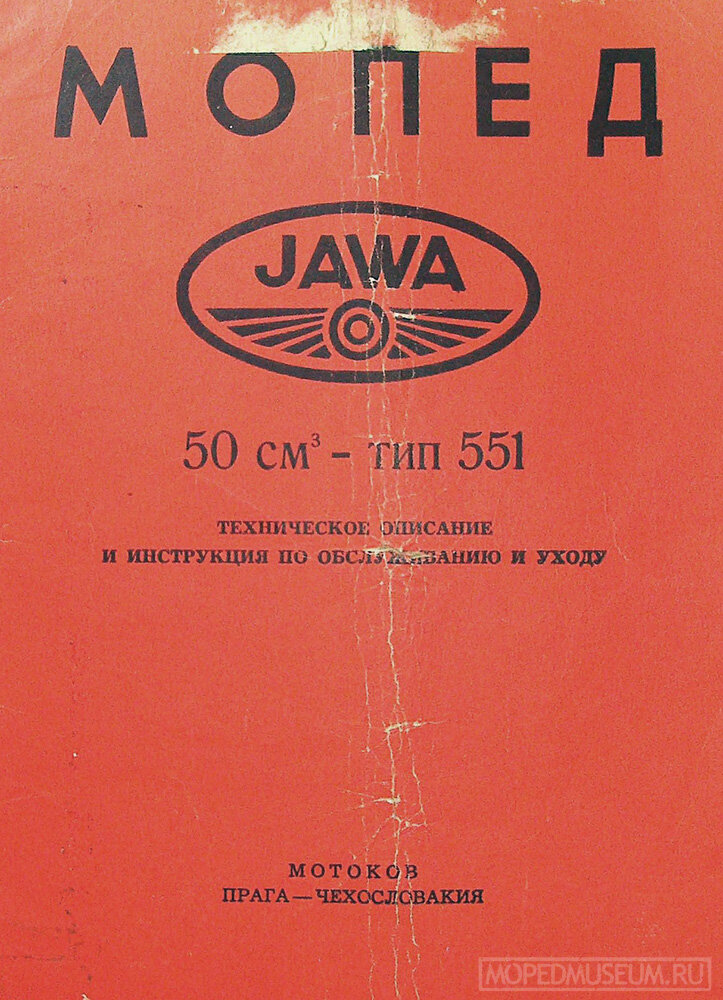 МОПЕД
JAWA
50 см³ - тип 551
ТЕХНИЧЕСКОЕ ОПИСАНИЕ
И ИНСТРУКЦИЯ ПО ОБСЛУЖИВАНИЮ И УХОДУ
МОТОКОВ
ПРАГА—ЧЕХОСЛОВАКИЯ
MOPEDMUSEUM.RU